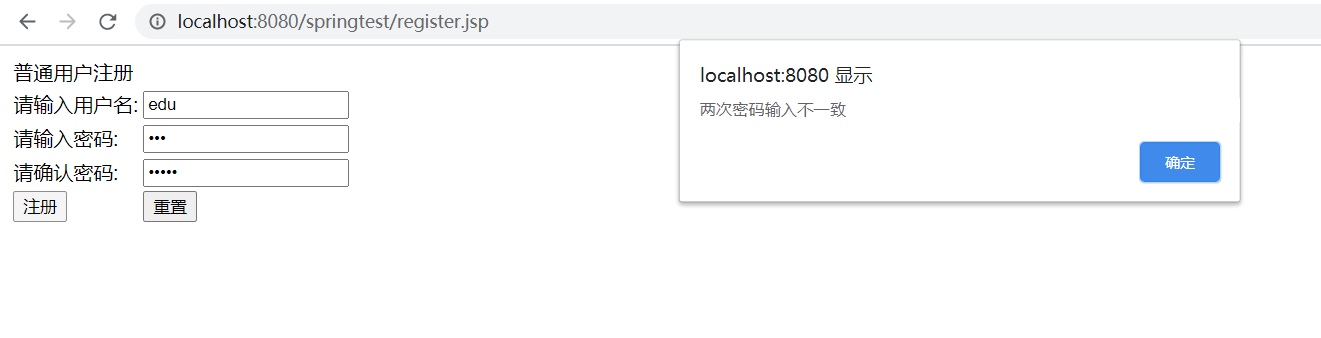 localhost:8080/springtest/register.jsp
localhost:8080 显示
两次密码输入不一致
确定
普通用户注册
请输入用户名: edu
请输入密码: •••
请确认密码: •••••
注册 重置